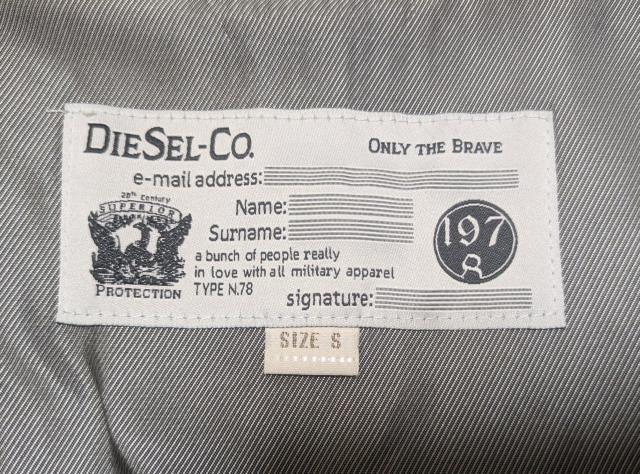 DIESEL-CO.
ONLY THE BRAVE
e-mail address:
20th Century
SUPERIOR
PROTECTION
Name:
Surname:
a bunch of people really
in love with all military apparel
TYPE N.78
signature:
197
8
SIZE S